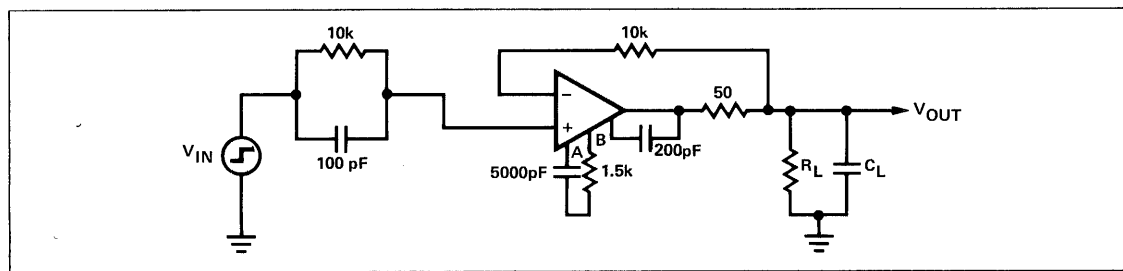 10k
10k
50
V_OUT
−
+
A
B
V_IN
100 pF
200pF
5000pF
1.5k
R_L
C_L